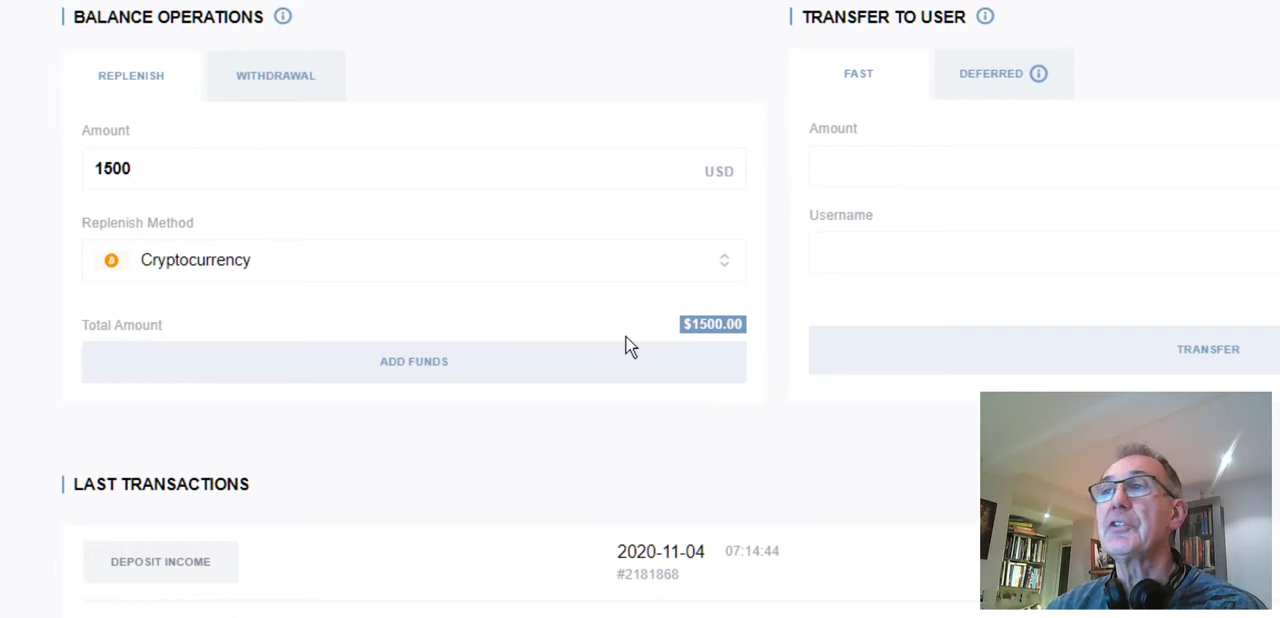 BALANCE OPERATIONS
REPLENISH
WITHDRAWAL
Amount
1500
USD
Replenish Method
Cryptocurrency
Total Amount
$1500.00
ADD FUNDS
TRANSFER TO USER
FAST
DEFERRED
Amount
Username
TRANSFER
LAST TRANSACTIONS
DEPOSIT INCOME
2020-11-04 07:14:44
#2181868